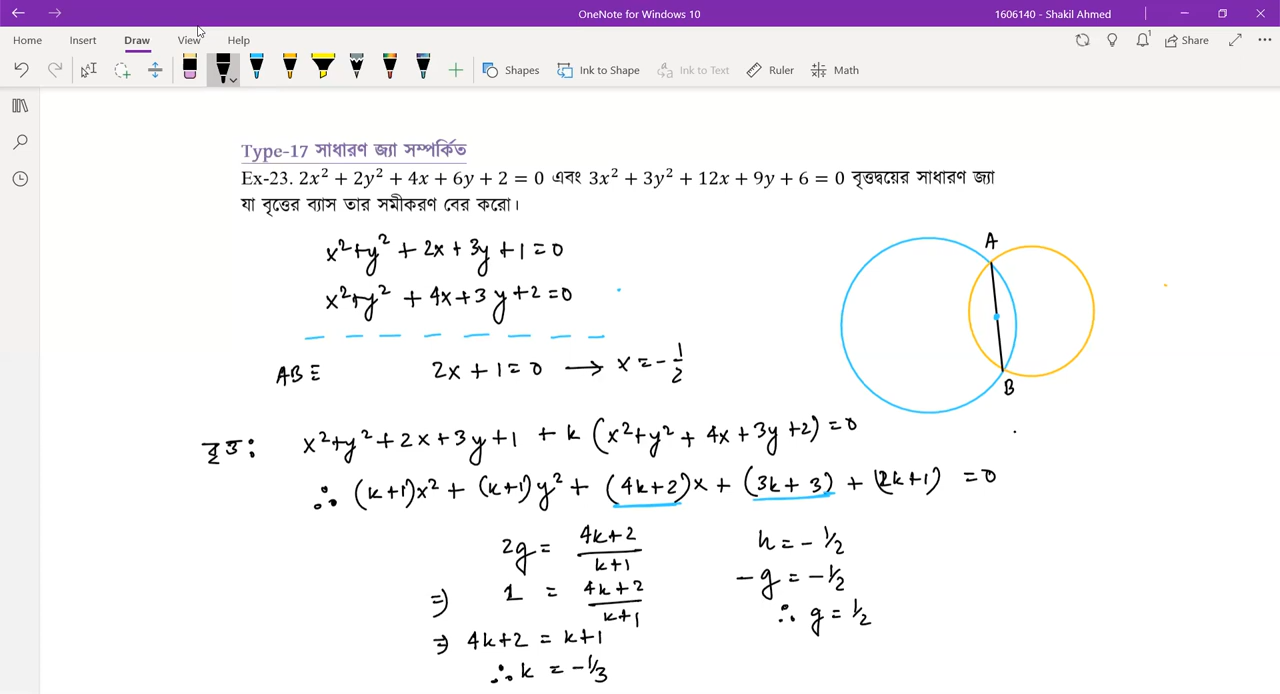 OneNote for Windows 10
1606140 - Shakil Ahmed
Home Insert Draw View Help
1 Share
Shapes Ink to Shape Ink to Text Ruler Math
Type-17 সাধারণ জ্যা সম্পর্কিত
Ex-23. 2x² + 2y² + 4x + 6y + 2 = 0 এবং 3x² + 3y² + 12x + 9y + 6 = 0 বৃত্তদ্বয়ের সাধারণ জ্যা
যা বৃত্তের ব্যাস তার সমীকরণ বের করো।
x²+y² + 2x + 3y + 1 = 0
x²+y² + 4x + 3y + 2 = 0
AB ≡ 2x + 1 = 0 → x = -1/2
A
B
বৃত্ত: x²+y²+2x+3y+1 + k (x²+y²+4x+3y+2) = 0
∴ (k+1)x² + (k+1)y² + (4k+2)x + (3k+3) + (2k+1) = 0
2g = (4k+2)/(k+1) h = -1/2
⇒ 1 = (4k+2)/(k+1) -g = -1/2
∴ g = 1/2
⇒ 4k+2 = k+1
∴ k = -1/3